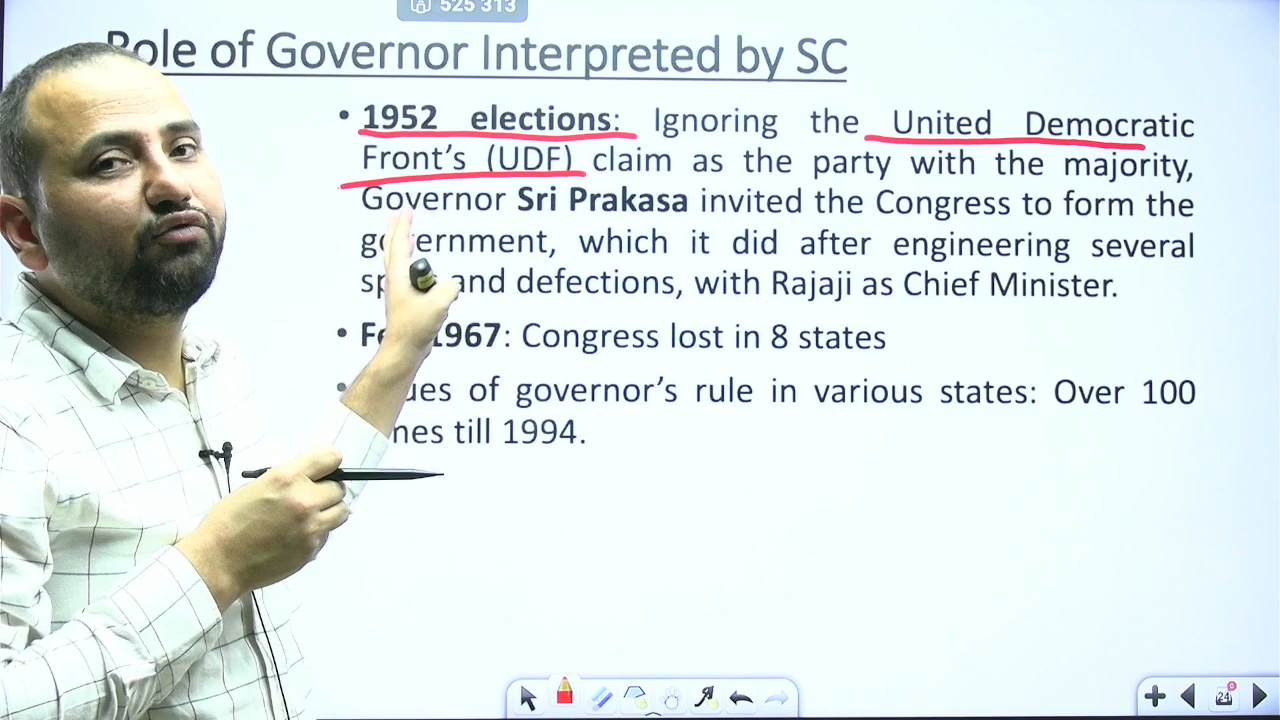 525 313
Role of Governor Interpreted by SC
• 1952 elections: Ignoring the United Democratic
Front's (UDF) claim as the party with the majority,
Governor Sri Prakasa invited the Congress to form the
government, which it did after engineering several
and defections, with Rajaji as Chief Minister.
• 1967: Congress lost in 8 states
of governor's rule in various states: Over 100
till 1994.
24